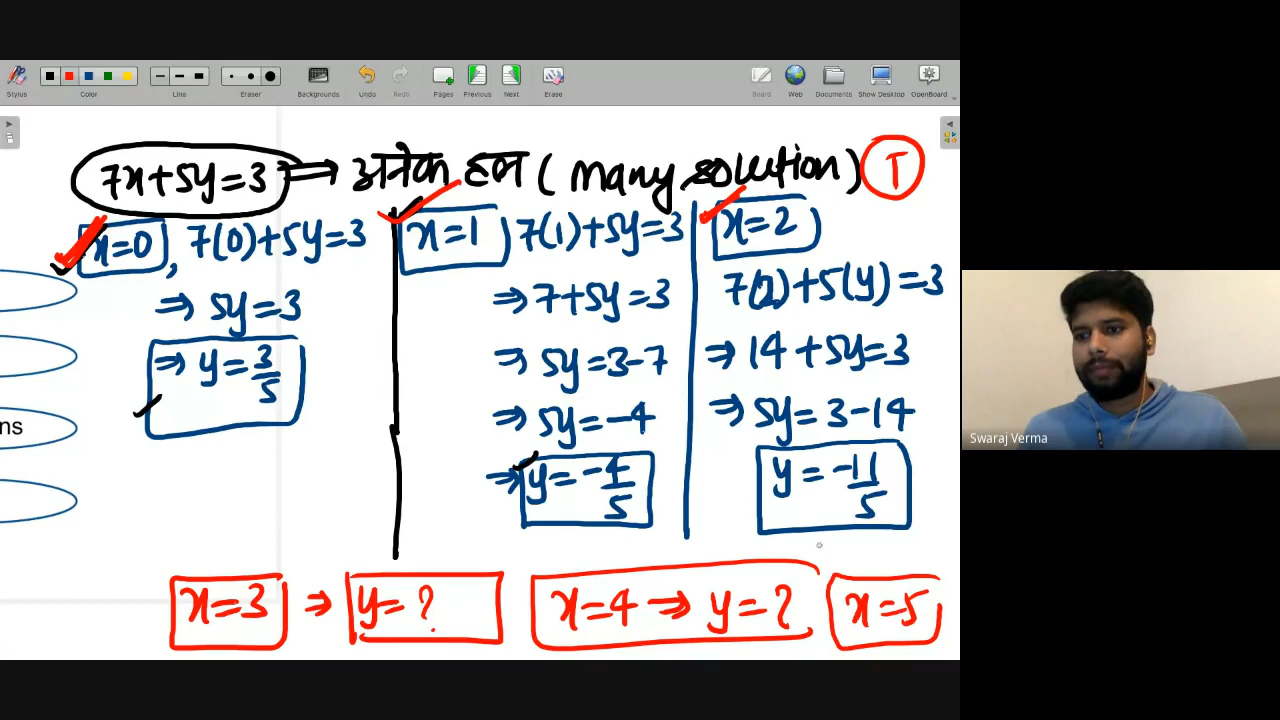 Stylus Color Line Eraser Backgrounds Undo Redo Pages Previous Next Erase Board Web Documents Show Desktop OpenBoard
7x+5y=3 ⇒ अनेक हल (many solution) T
x=0, 7(0)+5y=3
⇒ 5y=3
⇒ y=3/5
x=1 7(1)+5y=3
⇒ 7+5y=3
⇒ 5y=3-7
⇒ 5y=-4
⇒ y=-4/5
x=2
7(2)+5(y)=3
⇒ 14+5y=3
⇒ 5y=3-14
y=-11/5
ns
x=3 ⇒ y=? x=4 → y=? x=5
Swaraj Verma